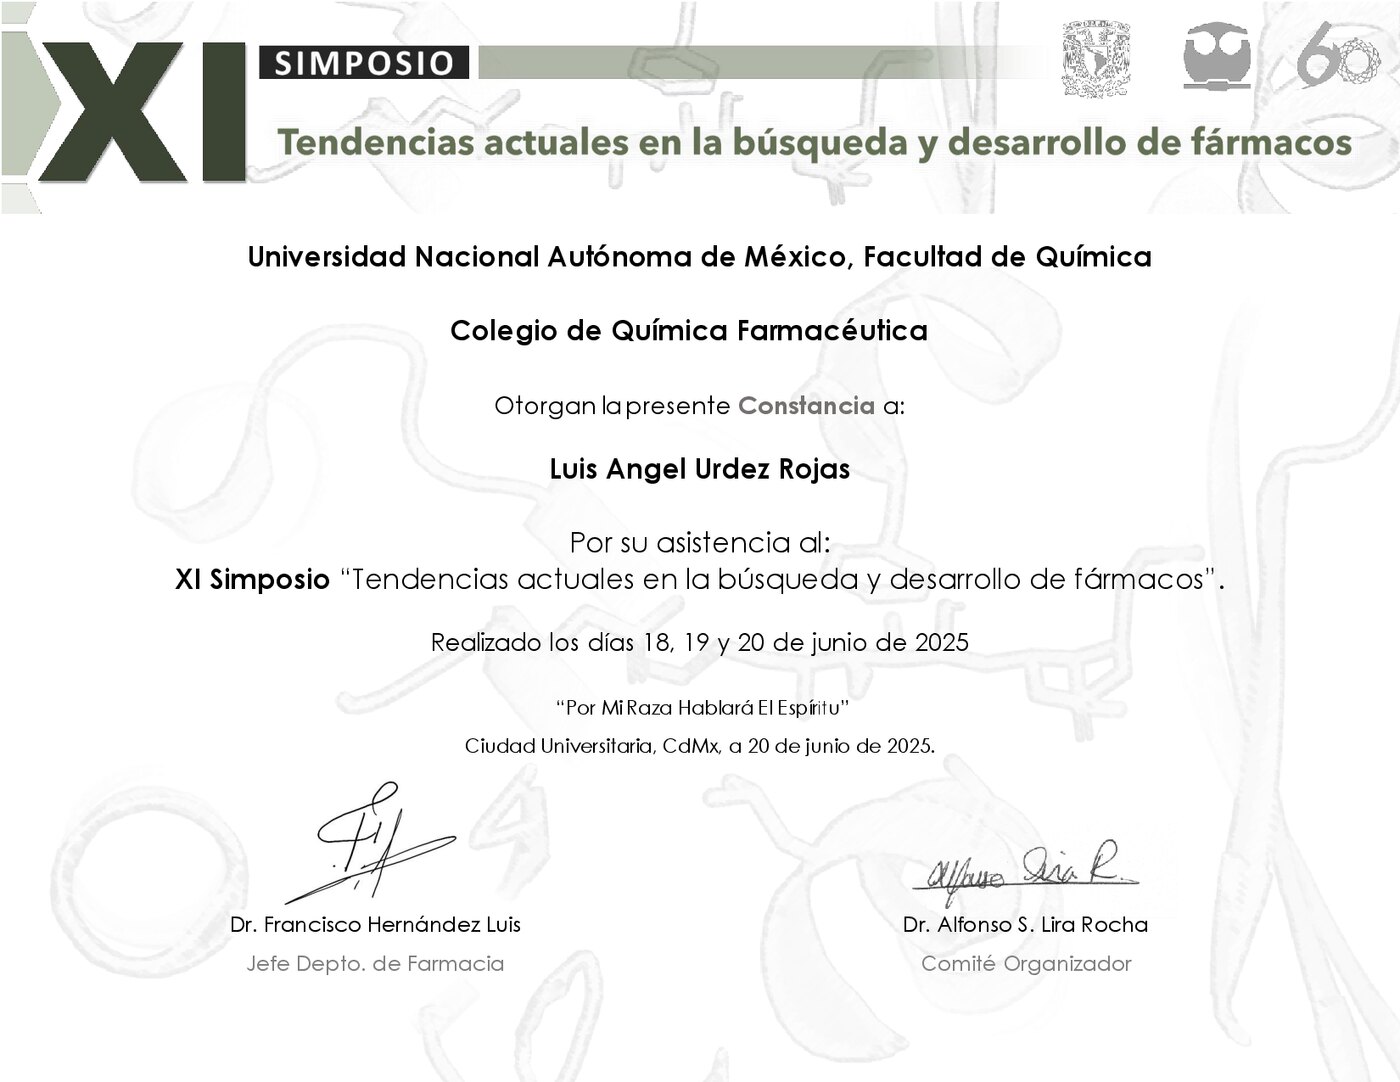 XI SIMPOSIO
Tendencias actuales en la búsqueda y desarrollo de fármacos
60
Universidad Nacional Autónoma de México, Facultad de Química
Colegio de Química Farmacéutica
Otorgan la presente Constancia a:
Luis Angel Urdez Rojas
Por su asistencia al:
XI Simposio “Tendencias actuales en la búsqueda y desarrollo de fármacos”.
Realizado los días 18, 19 y 20 de junio de 2025
“Por Mi Raza Hablará El Espíritu”
Ciudad Universitaria, CdMx, a 20 de junio de 2025.
Alfonso Lira R.
Dr. Francisco Hernández Luis
Jefe Depto. de Farmacia
Dr. Alfonso S. Lira Rocha
Comité Organizador